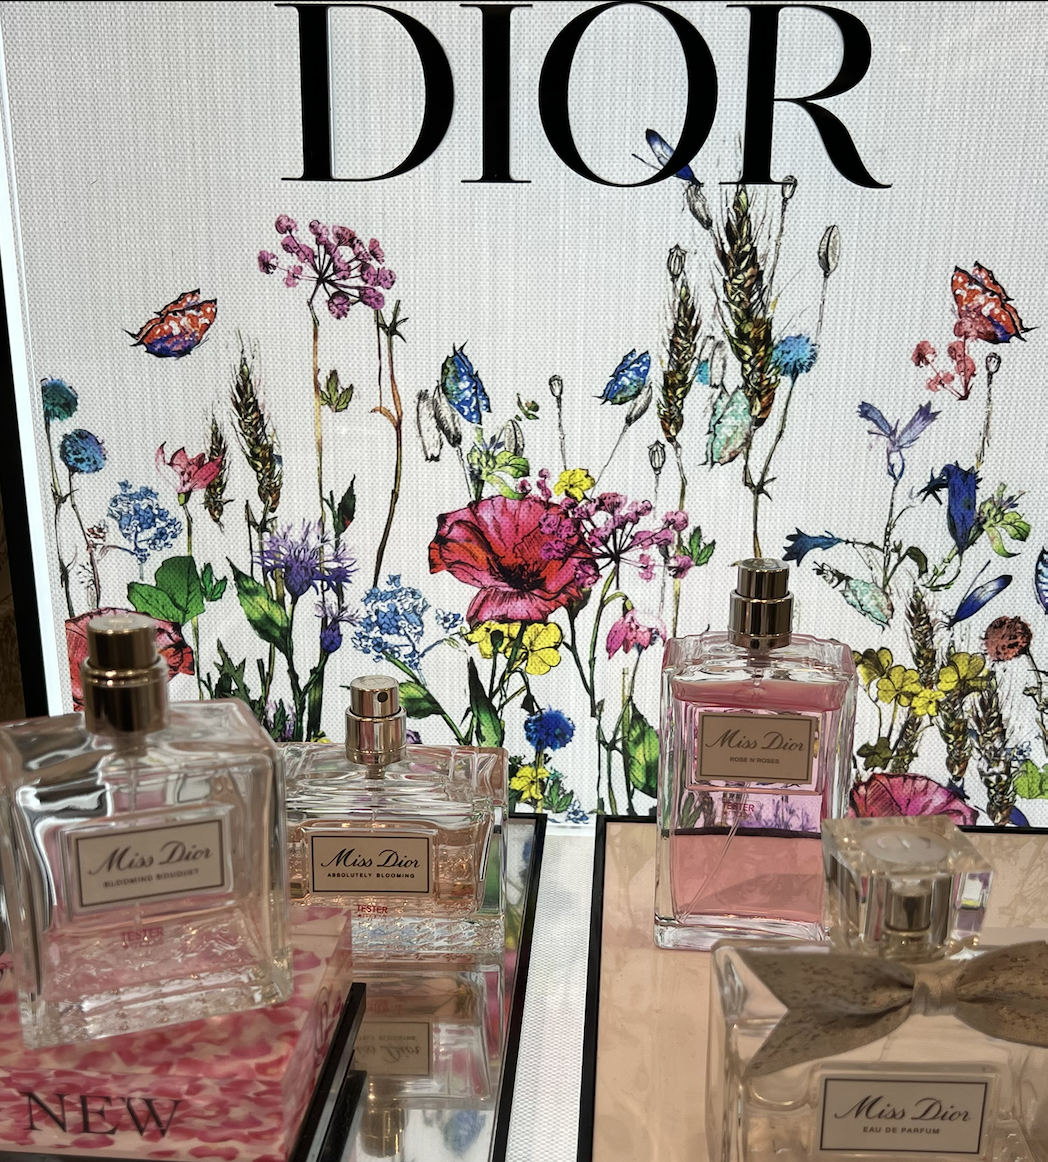 DIOR
Miss Dior
ROSE N'ROSES
TESTER
Miss Dior
BLOOMING BOUQUET
TESTER
Miss Dior
ABSOLUTELY BLOOMING
TESTER
Miss Dior
EAU DE PARFUM
NEW